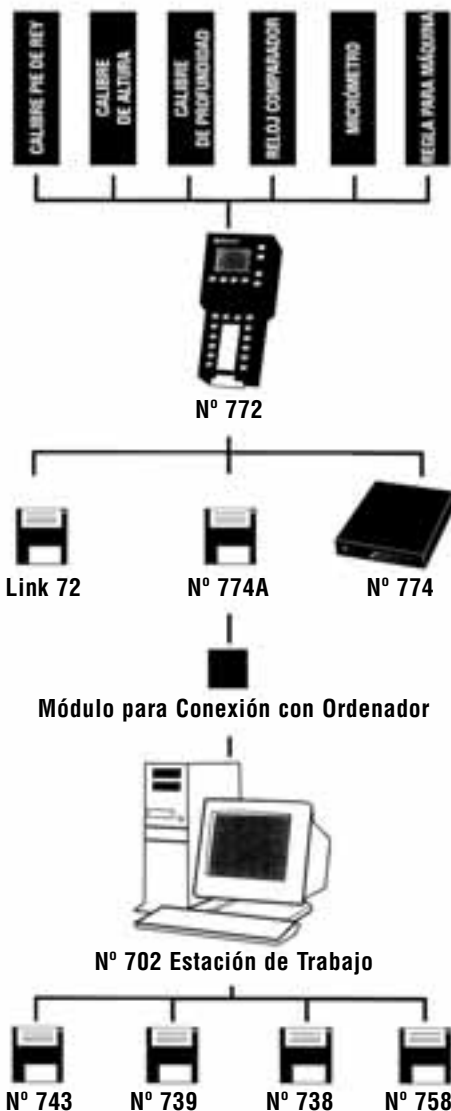 CALIBRE PIE DE REY
CALIBRE
DE ALTURA
CALIBRE
DE PROFUNDIDAD
RELOJ COMPARADOR
MICRÓMETRO
REGLA PARA MÁQUINA
Nº 772
Link 72
Nº 774A
Nº 774
Módulo para Conexión con Ordenador
Nº 702 Estación de Trabajo
Nº 743
Nº 739
Nº 738
Nº 758